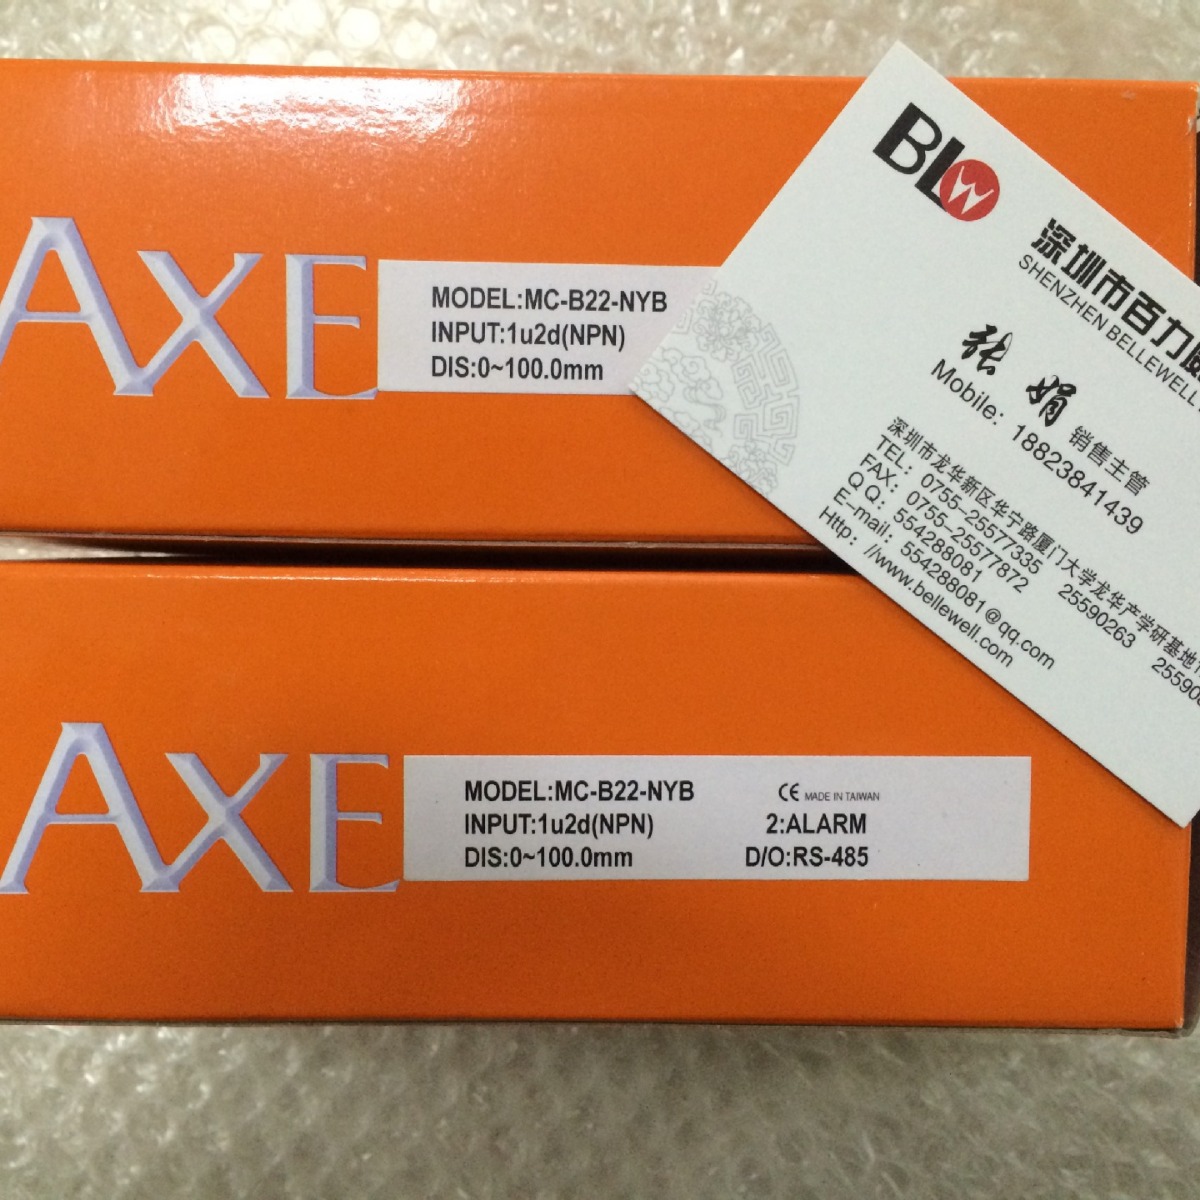 AXE
MODEL:MC-B22-NYB
INPUT:1u2d(NPN)
DIS:0~100.0mm
BLW
深圳市百力
SHENZHEN BELLEWELL
张娟 销售主管
Mobile: 18823841439
深圳市龙华新区华宁路厦门大学龙华产学研基地
TEL: 0755-25577335 25590263
FAX: 0755-25577872
QQ: 554288081
E-mail: 554288081@qq.com
Http: //www.bellewell.com
AXE
MODEL:MC-B22-NYB CE MADE IN TAIWAN
INPUT:1u2d(NPN) 2:ALARM
DIS:0~100.0mm D/O:RS-485